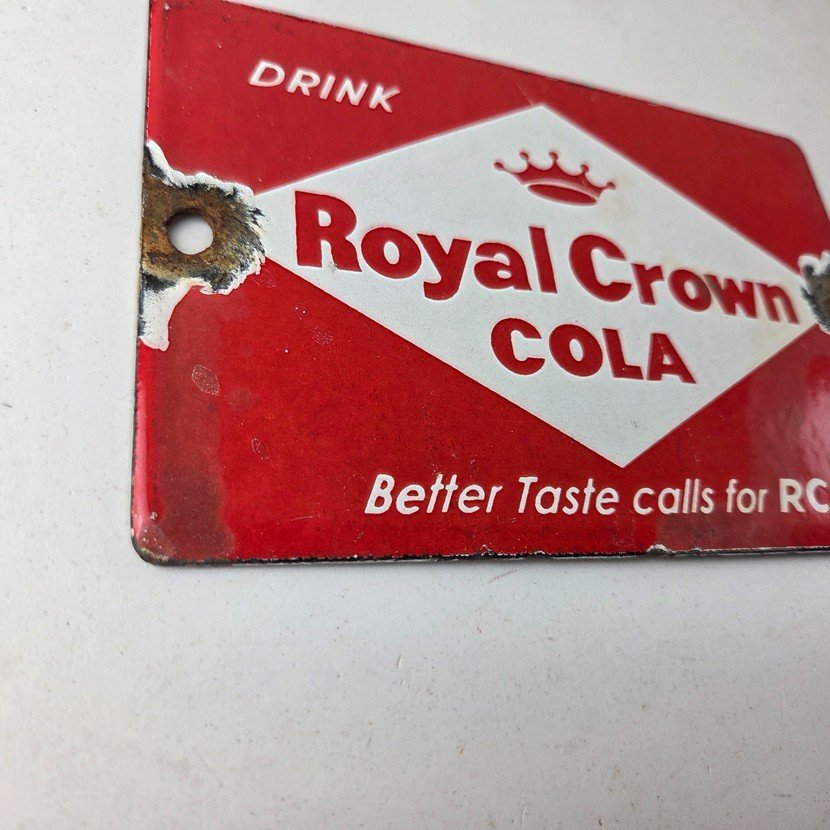 DRINK
Royal Crown
COLA
Better Taste calls for RC